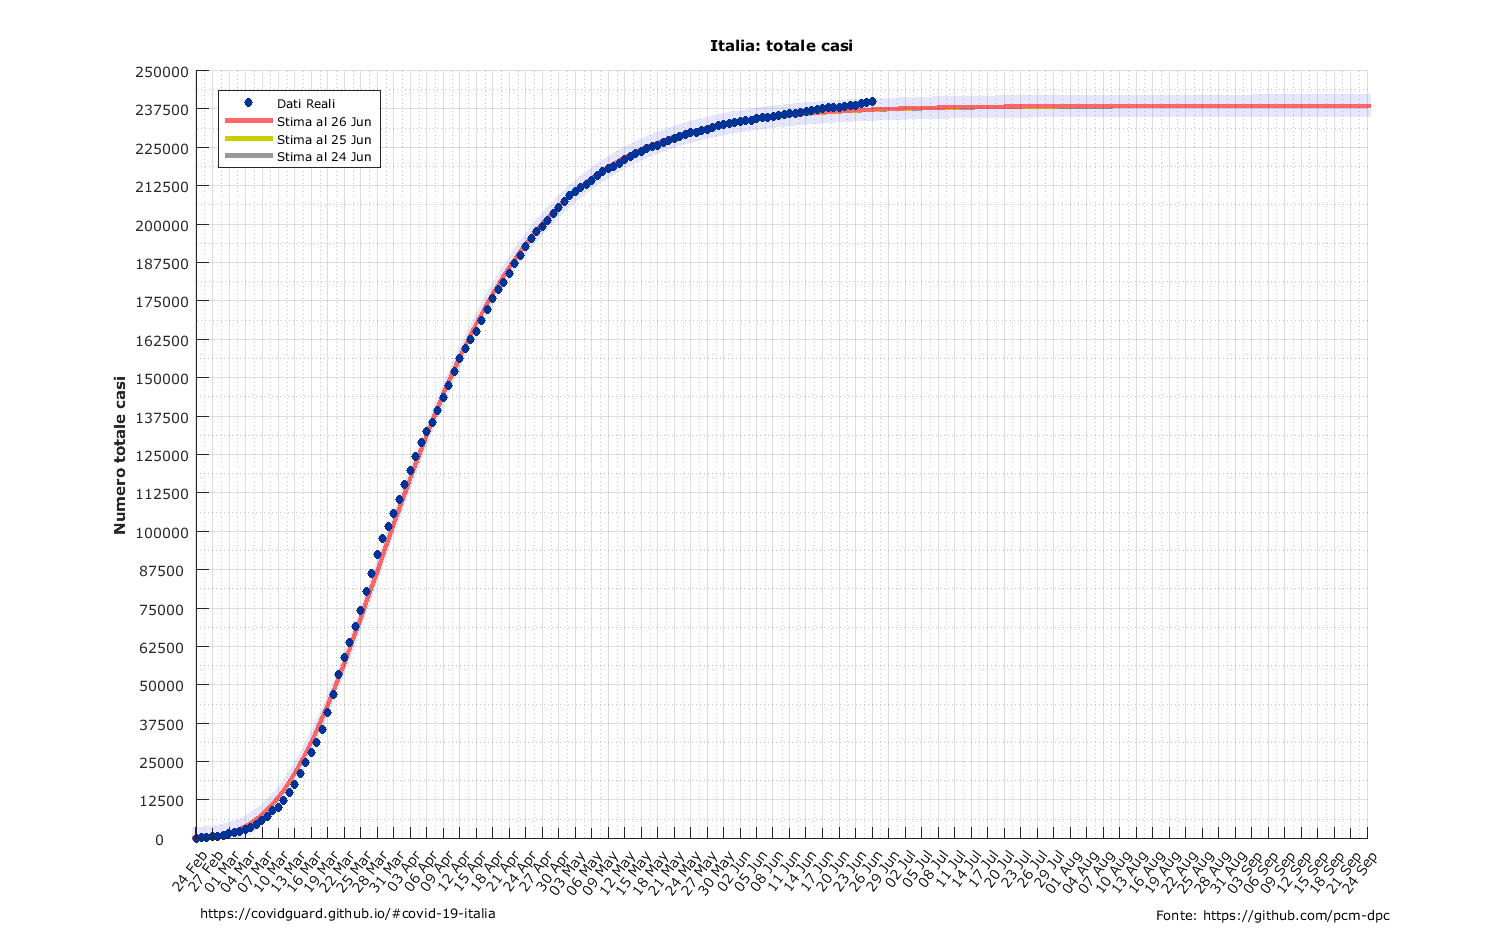 Italia: totale casi
Numero totale casi
250000
237500
225000
212500
200000
187500
175000
162500
150000
137500
125000
112500
100000
87500
75000
62500
50000
37500
25000
12500
0
Dati Reali
Stima al 26 Jun
Stima al 25 Jun
Stima al 24 Jun
24 Feb
27 Feb
01 Mar
04 Mar
07 Mar
10 Mar
13 Mar
16 Mar
19 Mar
22 Mar
25 Mar
28 Mar
31 Mar
03 Apr
06 Apr
09 Apr
12 Apr
15 Apr
18 Apr
21 Apr
24 Apr
27 Apr
30 Apr
03 May
06 May
09 May
12 May
15 May
18 May
21 May
24 May
27 May
30 May
02 Jun
05 Jun
08 Jun
11 Jun
14 Jun
17 Jun
20 Jun
23 Jun
26 Jun
29 Jun
02 Jul
05 Jul
08 Jul
11 Jul
14 Jul
17 Jul
20 Jul
23 Jul
26 Jul
29 Jul
01 Aug
04 Aug
07 Aug
10 Aug
13 Aug
16 Aug
19 Aug
22 Aug
25 Aug
28 Aug
31 Aug
03 Sep
06 Sep
09 Sep
12 Sep
15 Sep
18 Sep
21 Sep
24 Sep
https://covidguard.github.io/#covid-19-italia
Fonte: https://github.com/pcm-dpc